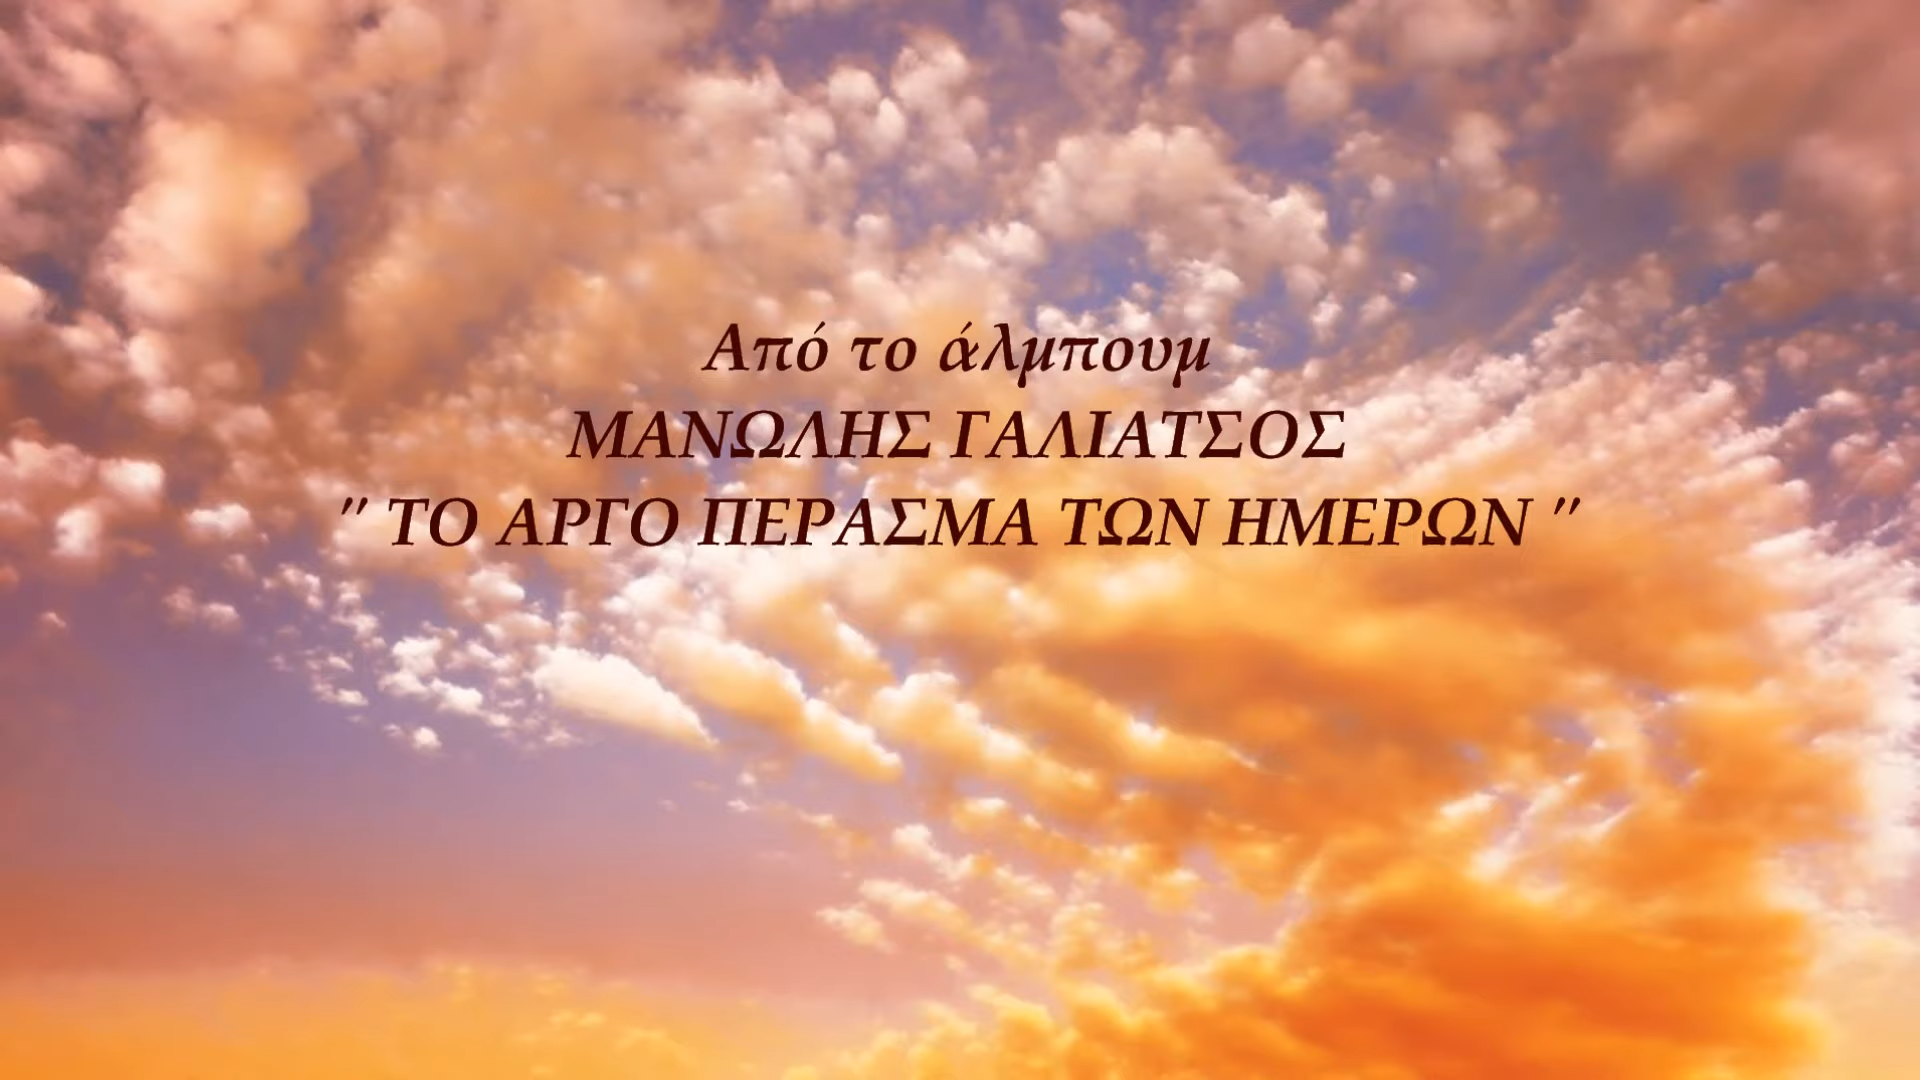 Από το άλμπουμ
ΜΑΝΩΛΗΣ ΓΑΛΙΑΤΣΟΣ
" ΤΟ ΑΡΓΟ ΠΕΡΑΣΜΑ ΤΩΝ ΗΜΕΡΩΝ "